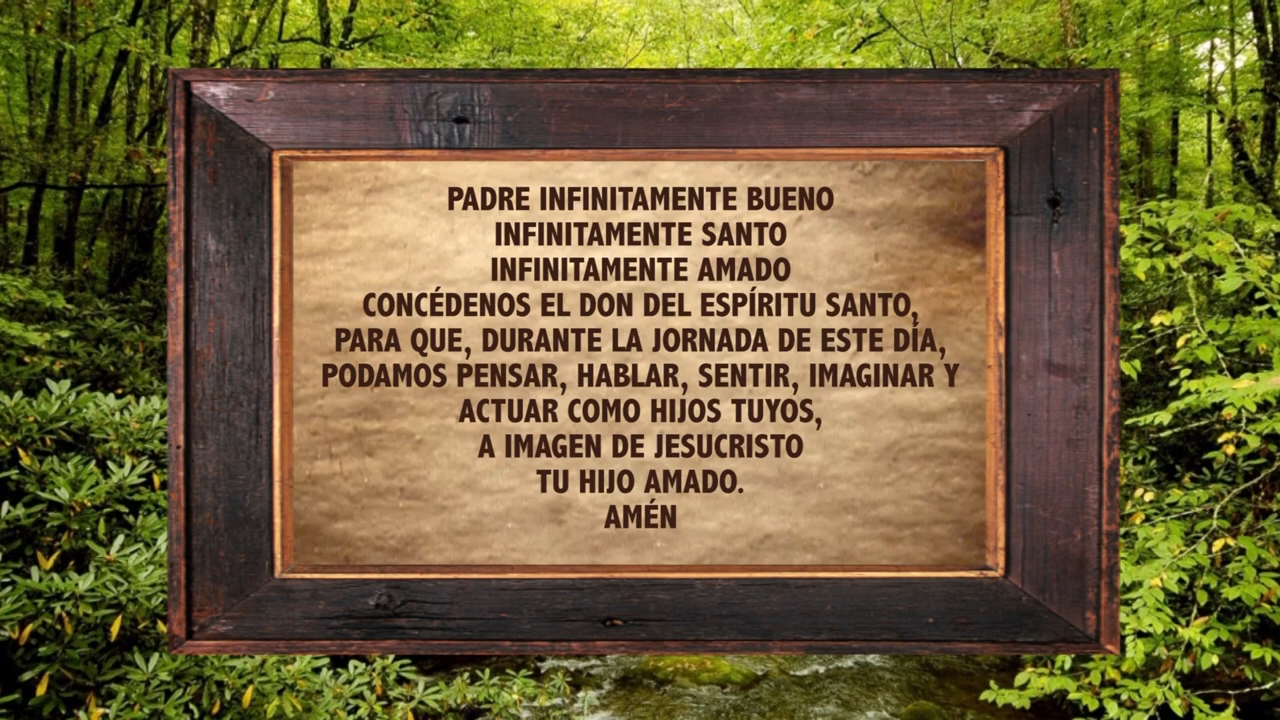 PADRE INFINITAMENTE BUENO
INFINITAMENTE SANTO
INFINITAMENTE AMADO
CONCÉDENOS EL DON DEL ESPÍRITU SANTO,
PARA QUE, DURANTE LA JORNADA DE ESTE DÍA,
PODAMOS PENSAR, HABLAR, SENTIR, IMAGINAR Y
ACTUAR COMO HIJOS TUYOS,
A IMAGEN DE JESUCRISTO
TU HIJO AMADO.
AMÉN